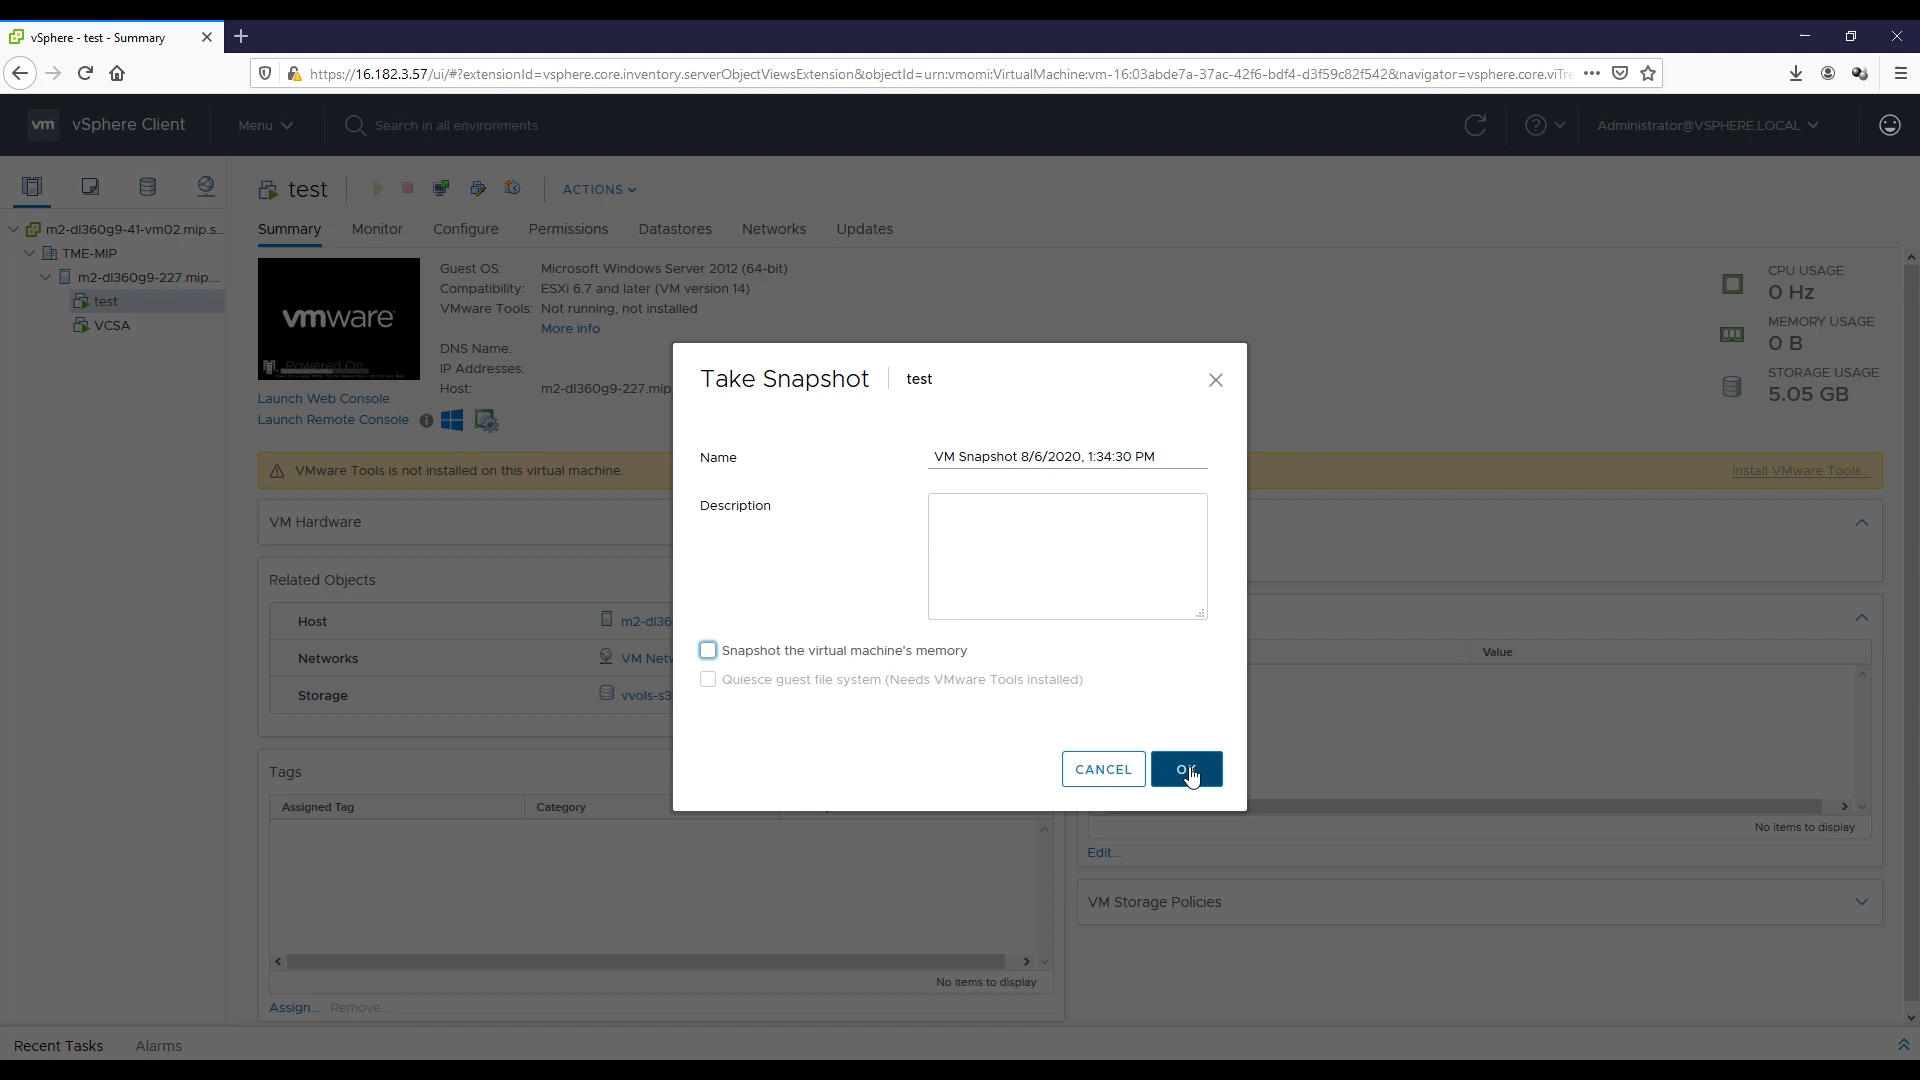 vSphere - test - Summary
https://16.182.3.57/ui/#?extensionId=vsphere.core.inventory.serverObjectViewsExtension&objectId=urn:vmomi:VirtualMachine:vm-16:03abde7a-37ac-42f6-bdf4-d3f59c82f542&navigator=vsphere.core.viTre
vm vSphere Client Menu Search in all environments Administrator@VSPHERE.LOCAL
test ACTIONS
m2-dl360g9-41-vm02.mip.s...
TME-MIP
m2-dl360g9-227.mip....
test
VCSA
Summary Monitor Configure Permissions Datastores Networks Updates
vmware
Powered On
Guest OS: Microsoft Windows Server 2012 (64-bit)
Compatibility: ESXi 6.7 and later (VM version 14)
VMware Tools: Not running, not installed
More info
DNS Name:
IP Addresses:
Host: m2-dl360g9-227.mip
Launch Web Console
Launch Remote Console
CPU USAGE
0 Hz
MEMORY USAGE
0 B
STORAGE USAGE
5.05 GB
VMware Tools is not installed on this virtual machine. Install VMware Tools...
VM Hardware
Related Objects
Host m2-dl36
Networks VM Netw
Storage vvols-s3
Tags
Assigned Tag Category
No items to display
Assign... Remove...
Take Snapshot test
Name VM Snapshot 8/6/2020, 1:34:30 PM
Description
Snapshot the virtual machine's memory
Quiesce guest file system (Needs VMware Tools installed)
CANCEL OK
Value
No items to display
Edit...
VM Storage Policies
Recent Tasks Alarms